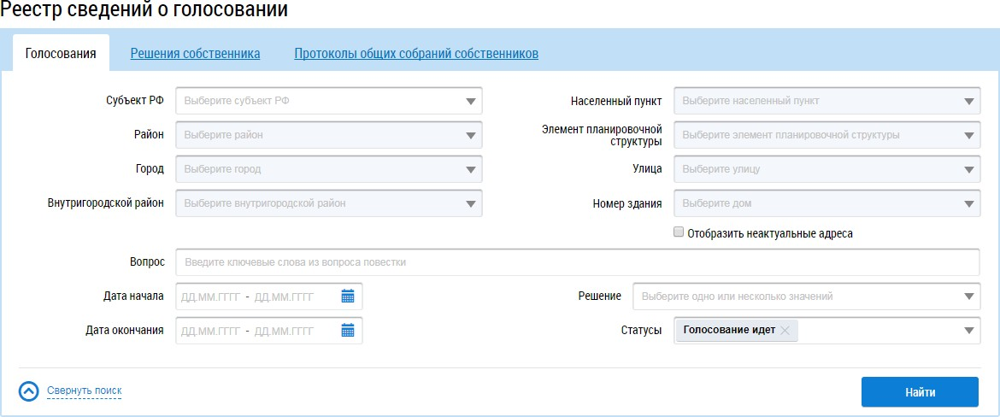 Реестр сведений о голосовании
Голосования Решения собственника Протоколы общих собраний собственников
Субъект РФ Выберите субъект РФ Населенный пункт Выберите населенный пункт
Район Выберите район Элемент планировочной структуры Выберите элемент планировочной структуры
Город Выберите город Улица Выберите улицу
Внутригородской район Выберите внутригородской район Номер здания Выберите дом
Отобразить неактуальные адреса
Вопрос Введите ключевые слова из вопроса повестки
Дата начала ДД.ММ.ГГГГ - ДД.ММ.ГГГГ Решение Выберите одно или несколько значений
Дата окончания ДД.ММ.ГГГГ - ДД.ММ.ГГГГ Статусы Голосование идет
Свернуть поиск Найти